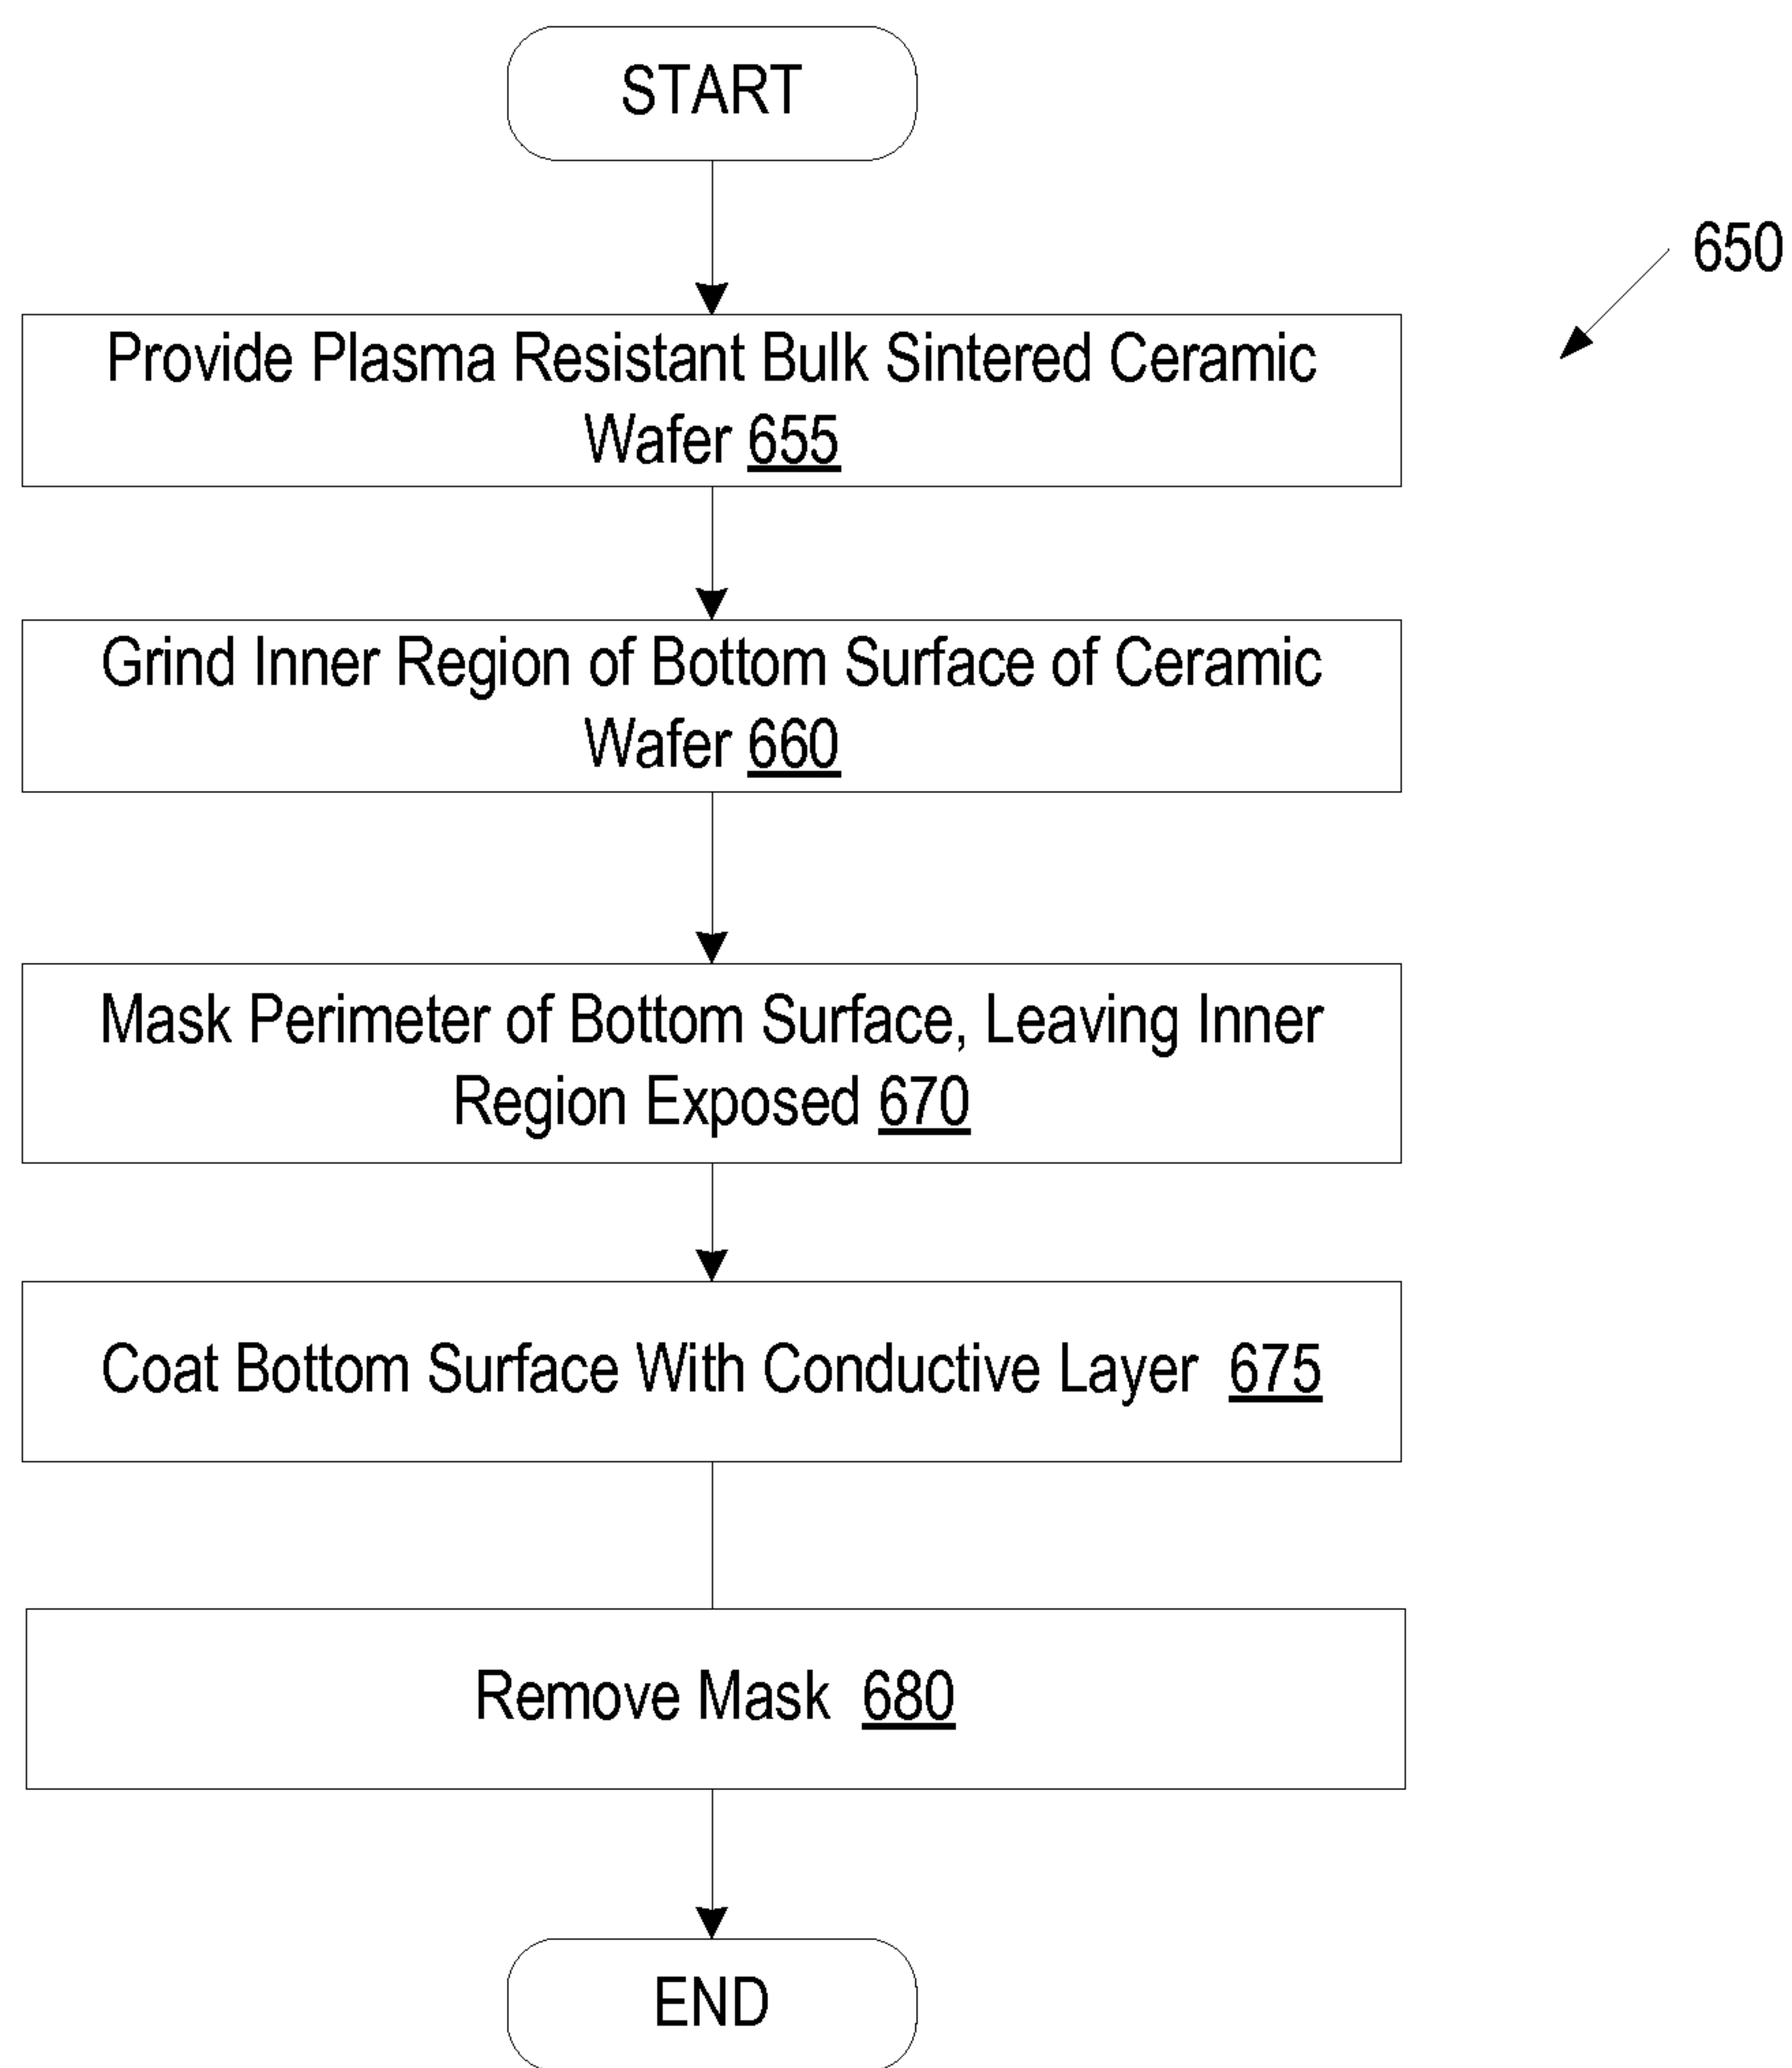 START
650
Provide Plasma Resistant Bulk Sintered Ceramic
Wafer 655
Grind Inner Region of Bottom Surface of Ceramic
Wafer 660
Mask Perimeter of Bottom Surface, Leaving Inner
Region Exposed 670
Coat Bottom Surface With Conductive Layer 675
Remove Mask 680
END